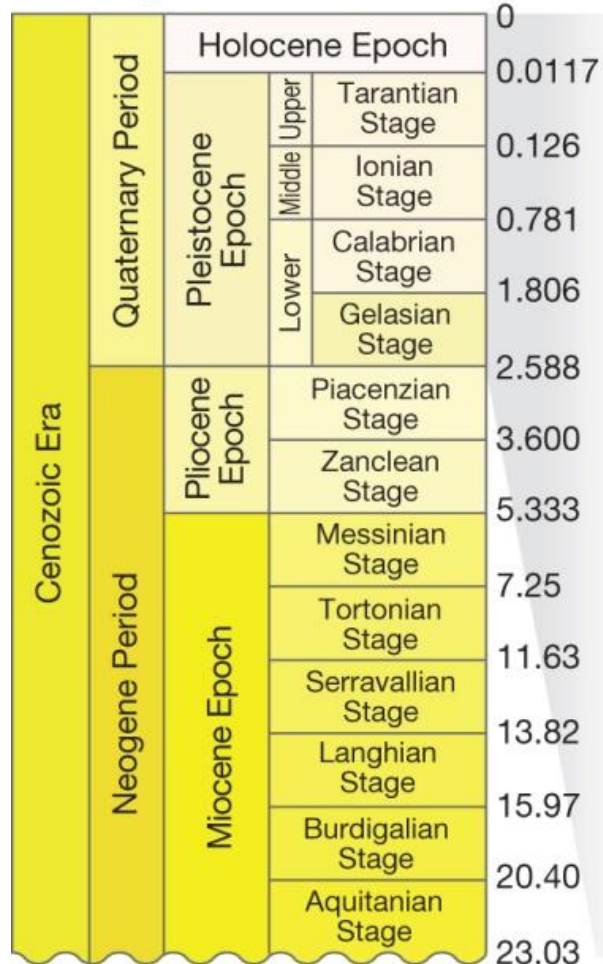 Cenozoic Era
Quaternary Period
Neogene Period
Holocene Epoch
Pleistocene
Epoch
Pliocene
Epoch
Miocene Epoch
Upper
Middle
Lower
Tarantian
Stage
Ionian
Stage
Calabrian
Stage
Gelasian
Stage
Piacenzian
Stage
Zanclean
Stage
Messinian
Stage
Tortonian
Stage
Serravallian
Stage
Langhian
Stage
Burdigalian
Stage
Aquitanian
Stage
0
0.0117
0.126
0.781
1.806
2.588
3.600
5.333
7.25
11.63
13.82
15.97
20.40
23.03